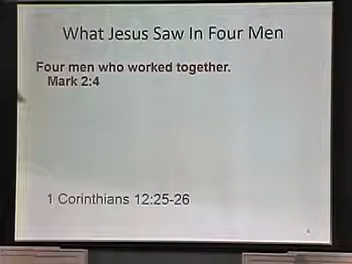 What Jesus Saw In Four Men
Four men who worked together.
Mark 2:4
1 Corinthians 12:25-26